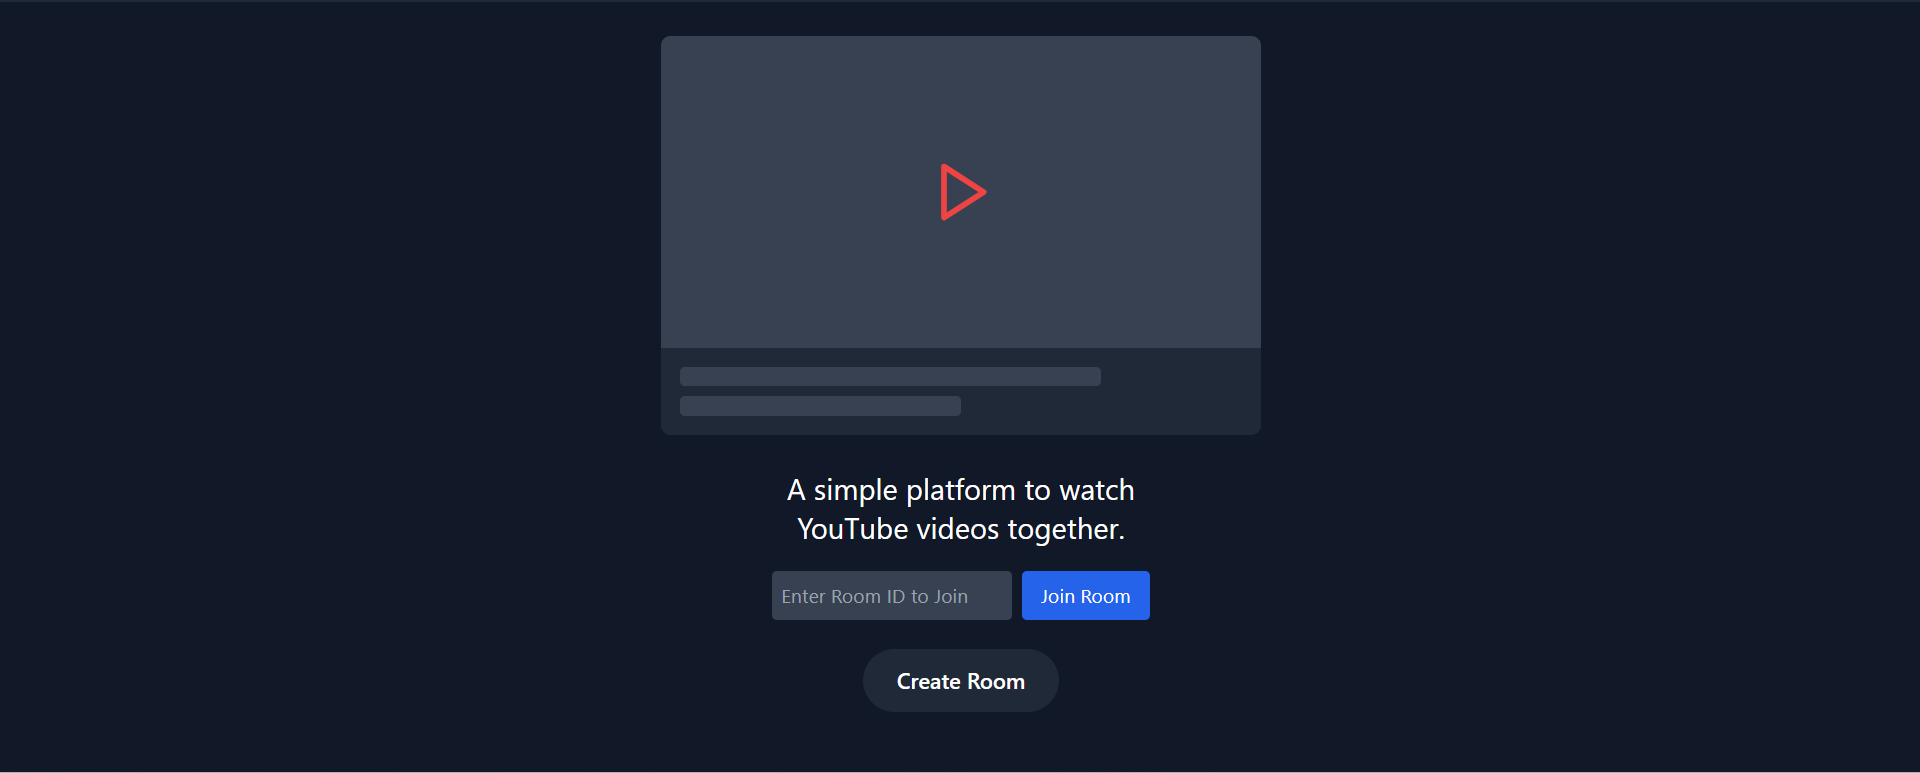 A simple platform to watch
YouTube videos together.
Enter Room ID to Join
Join Room
Create Room